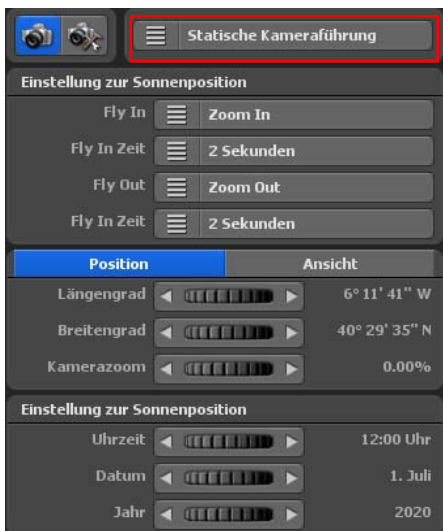 Statische Kameraführung
Einstellung zur Sonnenposition
Fly In Zoom In
Fly In Zeit 2 Sekunden
Fly Out Zoom Out
Fly In Zeit 2 Sekunden
Position Ansicht
Längengrad 6° 11' 41" W
Breitengrad 40° 29' 35" N
Kamerazoom 0.00%
Einstellung zur Sonnenposition
Uhrzeit 12:00 Uhr
Datum 1. Juli
Jahr 2020